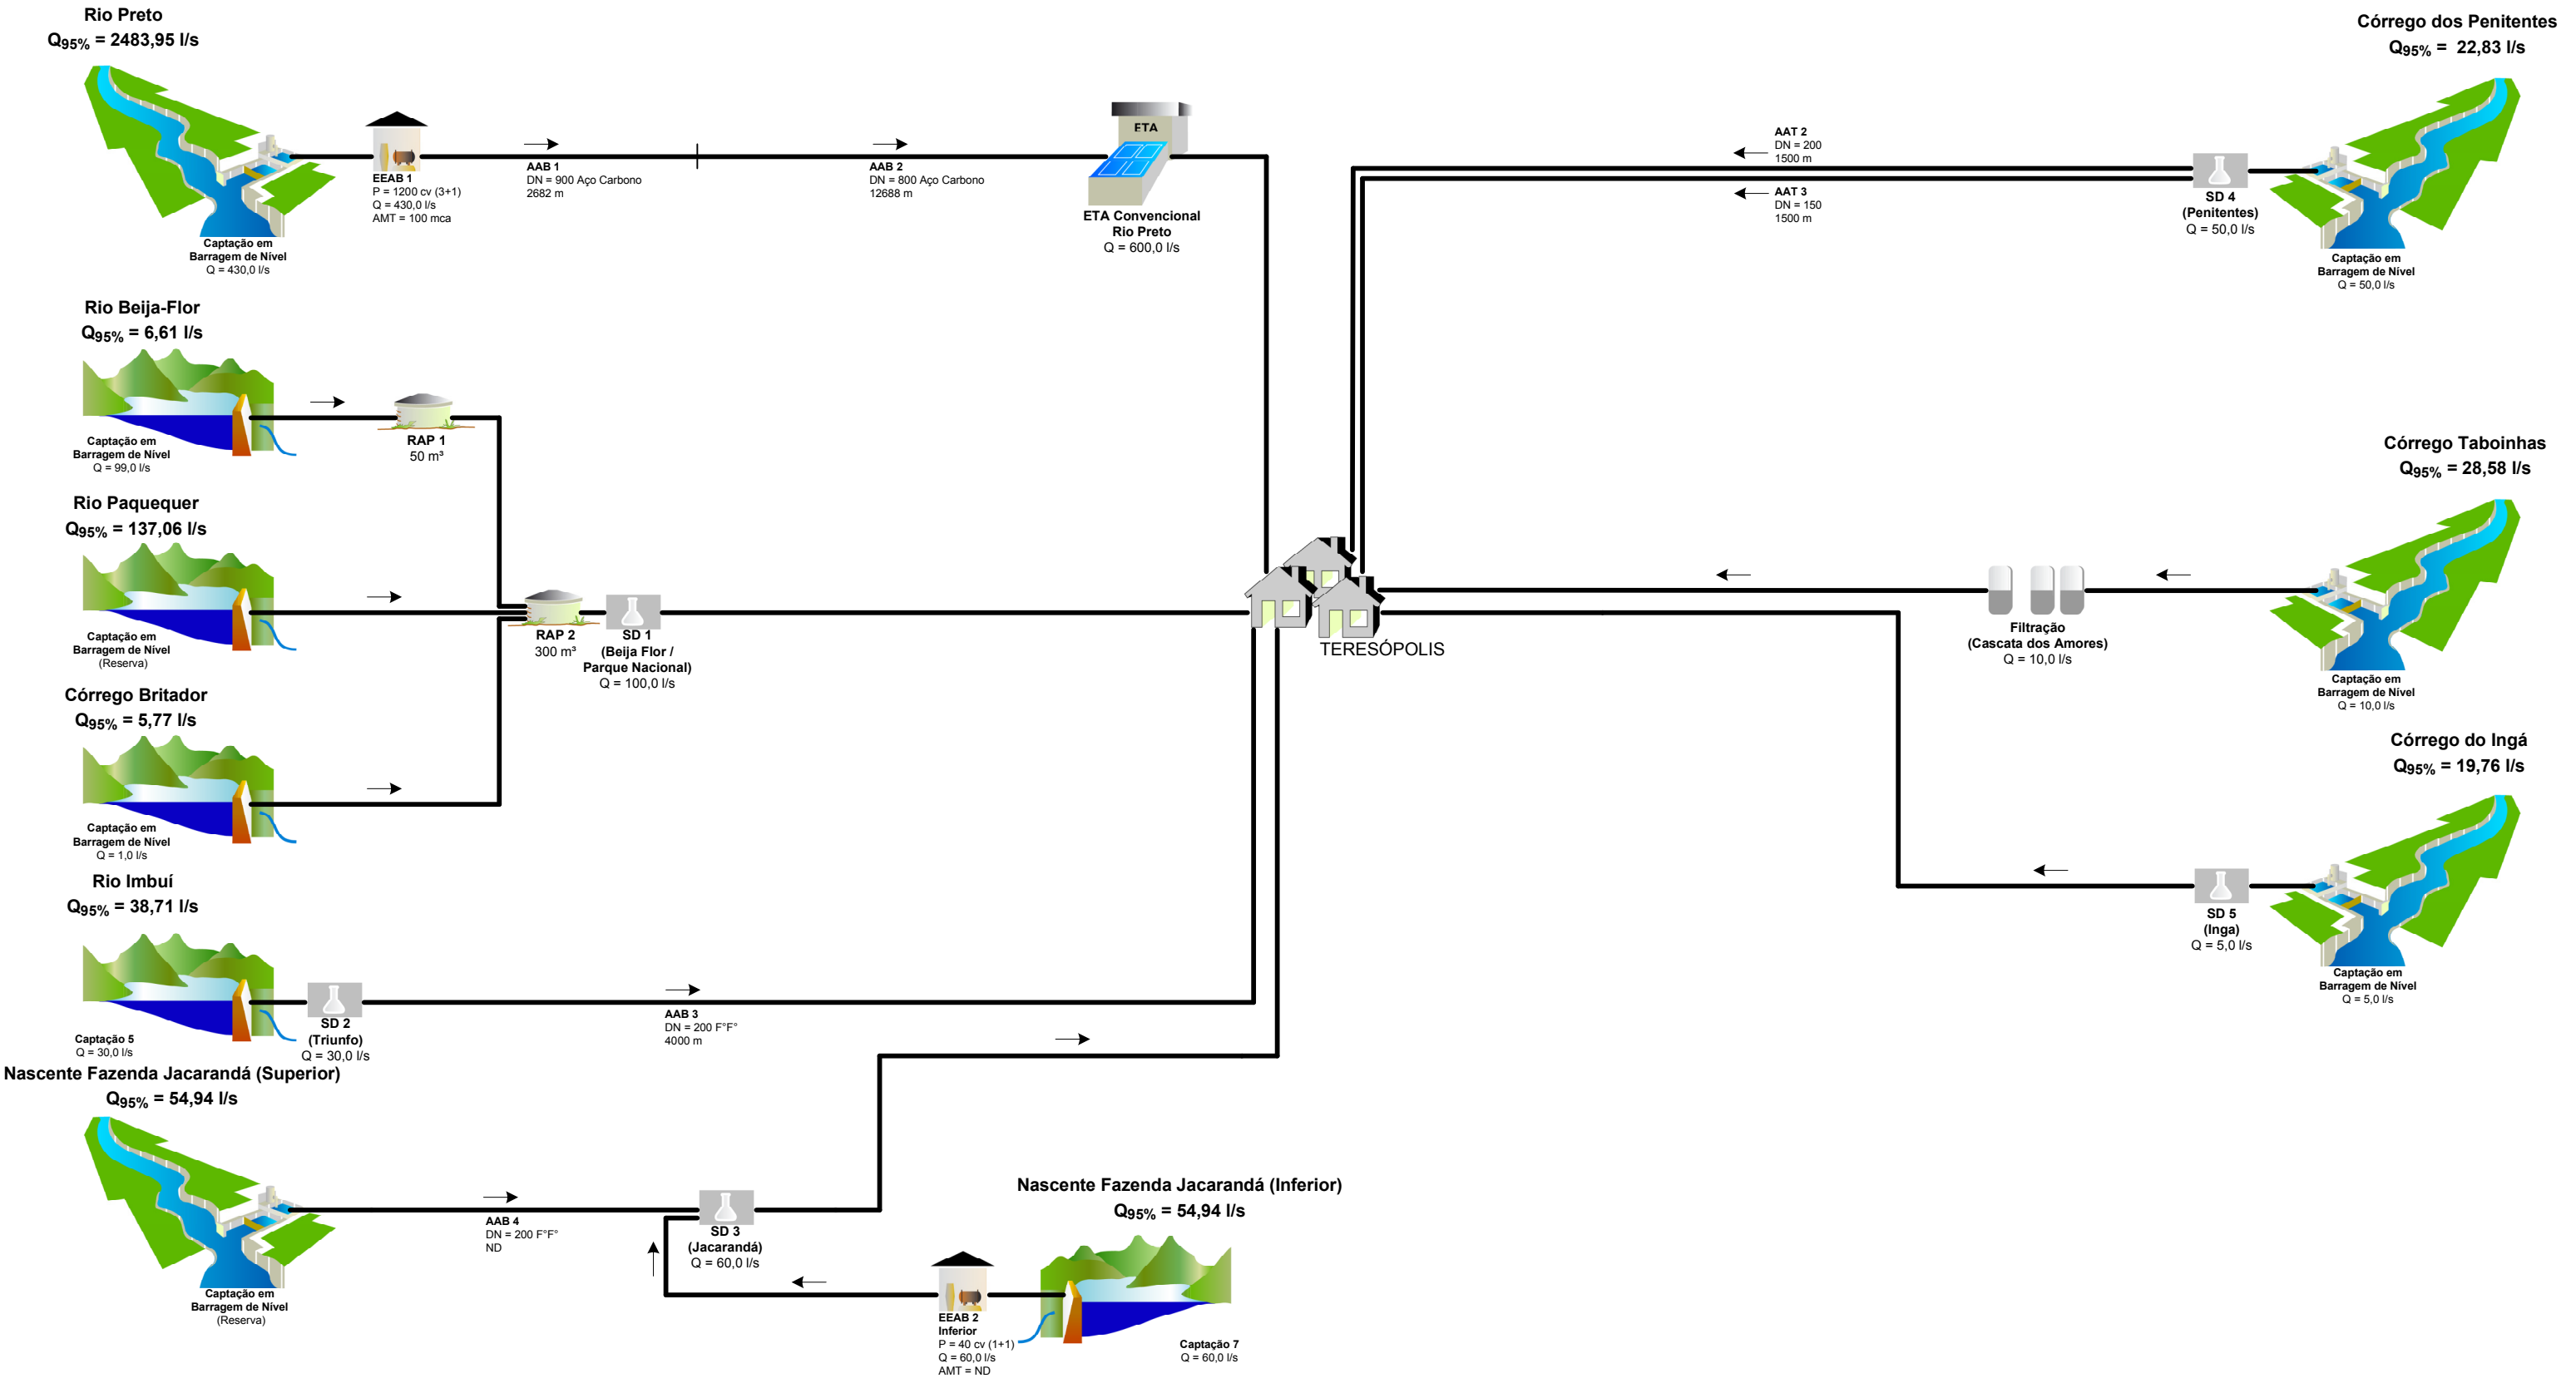 Rio Preto
Q95% = 2483,95 l/s
Captação em
Barragem de Nível
Q = 430,0 l/s
EEAB 1
P = 1200 cv (3+1)
Q = 430,0 l/s
AMT = 100 mca
AAB 1
DN = 900 Aço Carbono
2682 m
AAB 2
DN = 800 Aço Carbono
12688 m
ETA
ETA Convencional
Rio Preto
Q = 600,0 l/s
AAT 2
DN = 200
1500 m
AAT 3
DN = 150
1500 m
SD 4
(Penitentes)
Q = 50,0 l/s
Córrego dos Penitentes
Q95% = 22,83 l/s
Captação em
Barragem de Nível
Q = 50,0 l/s
Rio Beija-Flor
Q95% = 6,61 l/s
Captação em
Barragem de Nível
Q = 99,0 l/s
RAP 1
50 m³
Rio Paquequer
Q95% = 137,06 l/s
Captação em
Barragem de Nível
(Reserva)
RAP 2
300 m³
SD 1
(Beija Flor /
Parque Nacional)
Q = 100,0 l/s
TERESÓPOLIS
Filtração
(Cascata dos Amores)
Q = 10,0 l/s
Córrego Taboinhas
Q95% = 28,58 l/s
Captação em
Barragem de Nível
Q = 10,0 l/s
Córrego Britador
Q95% = 5,77 l/s
Captação em
Barragem de Nível
Q = 1,0 l/s
Córrego do Ingá
Q95% = 19,76 l/s
SD 5
(Inga)
Q = 5,0 l/s
Captação em
Barragem de Nível
Q = 5,0 l/s
Rio Imbuí
Q95% = 38,71 l/s
Captação 5
Q = 30,0 l/s
SD 2
(Triunfo)
Q = 30,0 l/s
AAB 3
DN = 200 F°F°
4000 m
Nascente Fazenda Jacarandá (Superior)
Q95% = 54,94 l/s
Captação em
Barragem de Nível
(Reserva)
AAB 4
DN = 200 F°F°
ND
SD 3
(Jacarandá)
Q = 60,0 l/s
Nascente Fazenda Jacarandá (Inferior)
Q95% = 54,94 l/s
EEAB 2
Inferior
P = 40 cv (1+1)
Q = 60,0 l/s
AMT = ND
Captação 7
Q = 60,0 l/s